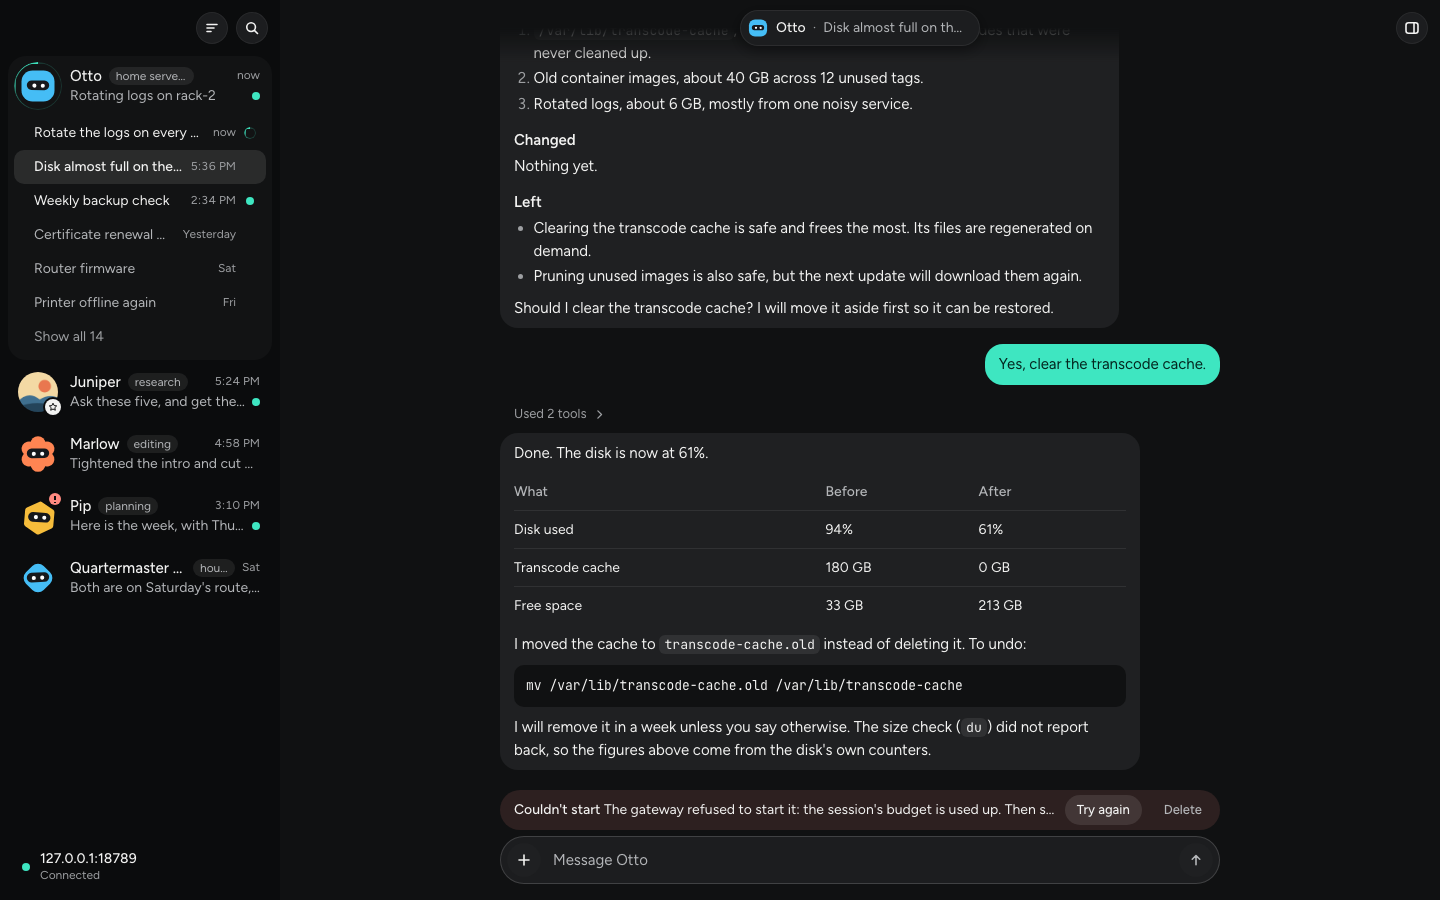 Otto home serve... now
Rotating logs on rack-2
Rotate the logs on every ... now
Disk almost full on the... 5:36 PM
Weekly backup check 2:34 PM
Certificate renewal ... Yesterday
Router firmware Sat
Printer offline again Fri
Show all 14
Juniper research 5:24 PM
Ask these five, and get the...
Marlow editing 4:58 PM
Tightened the intro and cut ...
Pip planning 3:10 PM
Here is the week, with Thu...
Quartermaster ... hou... Sat
Both are on Saturday's route,...
127.0.0.1:18789
Connected
Otto · Disk almost full on th...
1. /var/lib/transcode-cache, that were
never cleaned up.
2. Old container images, about 40 GB across 12 unused tags.
3. Rotated logs, about 6 GB, mostly from one noisy service.
Changed
Nothing yet.
Left
• Clearing the transcode cache is safe and frees the most. Its files are regenerated on
demand.
• Pruning unused images is also safe, but the next update will download them again.
Should I clear the transcode cache? I will move it aside first so it can be restored.
Yes, clear the transcode cache.
Used 2 tools
Done. The disk is now at 61%.
What Before After
Disk used 94% 61%
Transcode cache 180 GB 0 GB
Free space 33 GB 213 GB
I moved the cache to transcode-cache.old instead of deleting it. To undo:
mv /var/lib/transcode-cache.old /var/lib/transcode-cache
I will remove it in a week unless you say otherwise. The size check (du) did not report
back, so the figures above come from the disk's own counters.
Couldn't start The gateway refused to start it: the session's budget is used up. Then s... Try again Delete
Message Otto